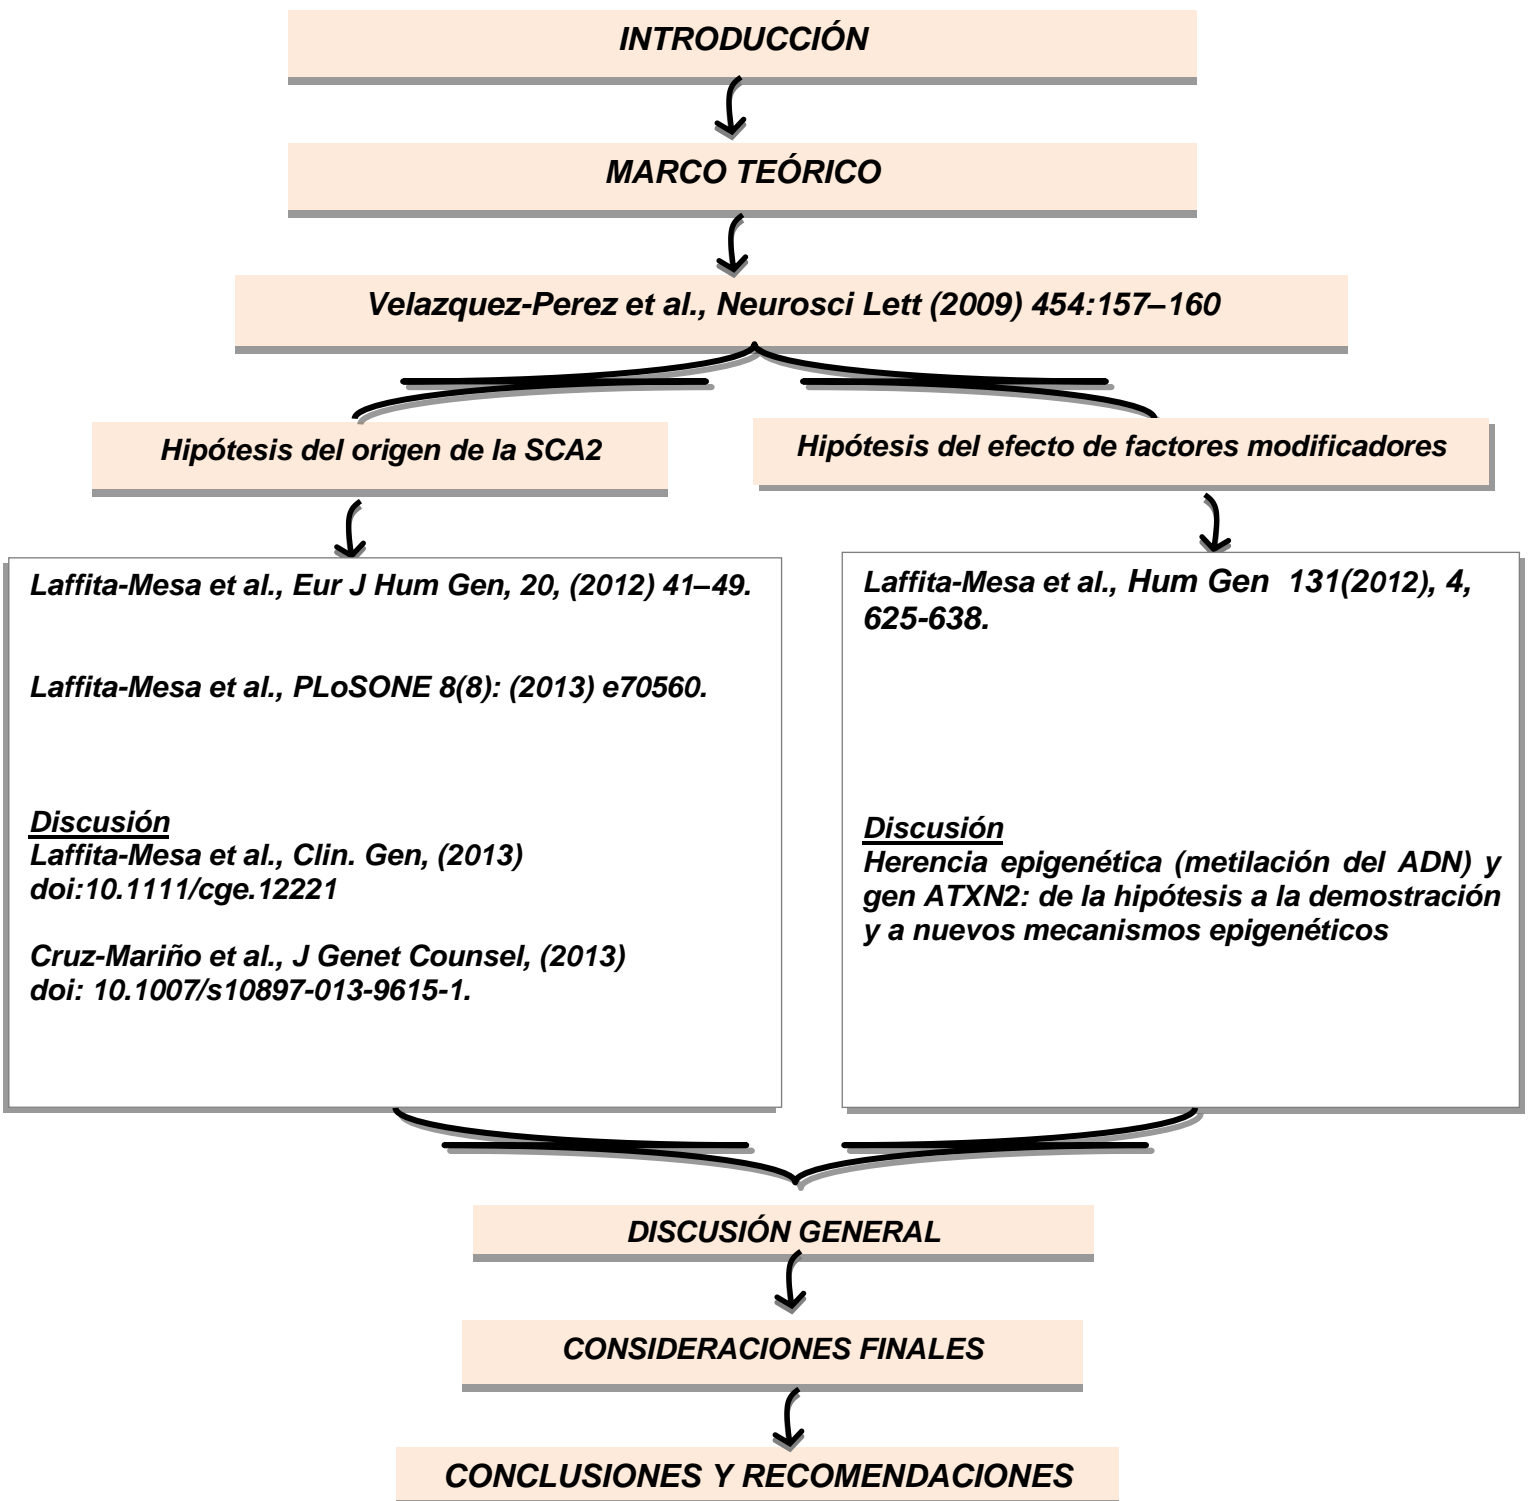 INTRODUCCIÓN
MARCO TEÓRICO
Velazquez-Perez et al., Neurosci Lett (2009) 454:157–160
Hipótesis del origen de la SCA2
Hipótesis del efecto de factores modificadores
Laffita-Mesa et al., Eur J Hum Gen, 20, (2012) 41–49.
Laffita-Mesa et al., PLoSONE 8(8): (2013) e70560.
Discusión
Laffita-Mesa et al., Clin. Gen, (2013)
doi:10.1111/cge.12221
Cruz-Mariño et al., J Genet Counsel, (2013)
doi: 10.1007/s10897-013-9615-1.
Laffita-Mesa et al., Hum Gen 131(2012), 4,
625-638.
Discusión
Herencia epigenética (metilación del ADN) y
gen ATXN2: de la hipótesis a la demostración
y a nuevos mecanismos epigenéticos
DISCUSIÓN GENERAL
CONSIDERACIONES FINALES
CONCLUSIONES Y RECOMENDACIONES